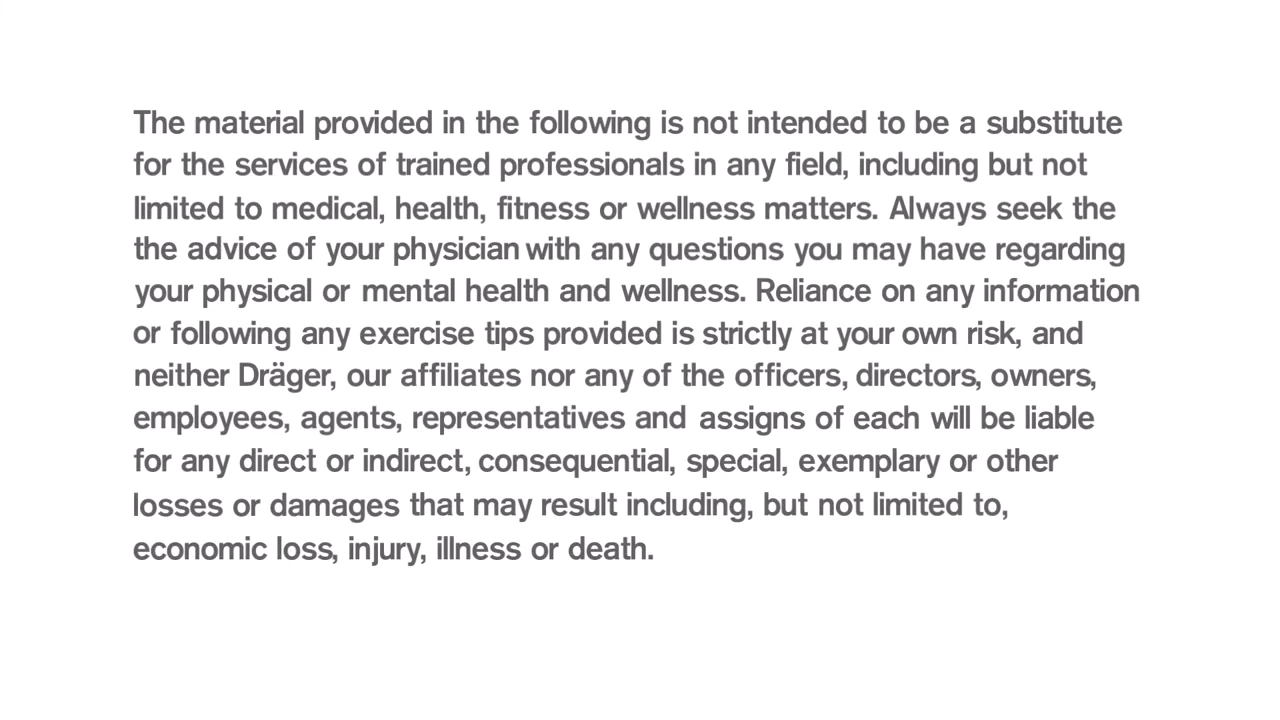 The material provided in the following is not intended to be a substitute
for the services of trained professionals in any field, including but not
limited to medical, health, fitness or wellness matters. Always seek the
the advice of your physician with any questions you may have regarding
your physical or mental health and wellness. Reliance on any information
or following any exercise tips provided is strictly at your own risk, and
neither Dräger, our affiliates nor any of the officers, directors, owners,
employees, agents, representatives and assigns of each will be liable
for any direct or indirect, consequential, special, exemplary or other
losses or damages that may result including, but not limited to,
economic loss, injury, illness or death.